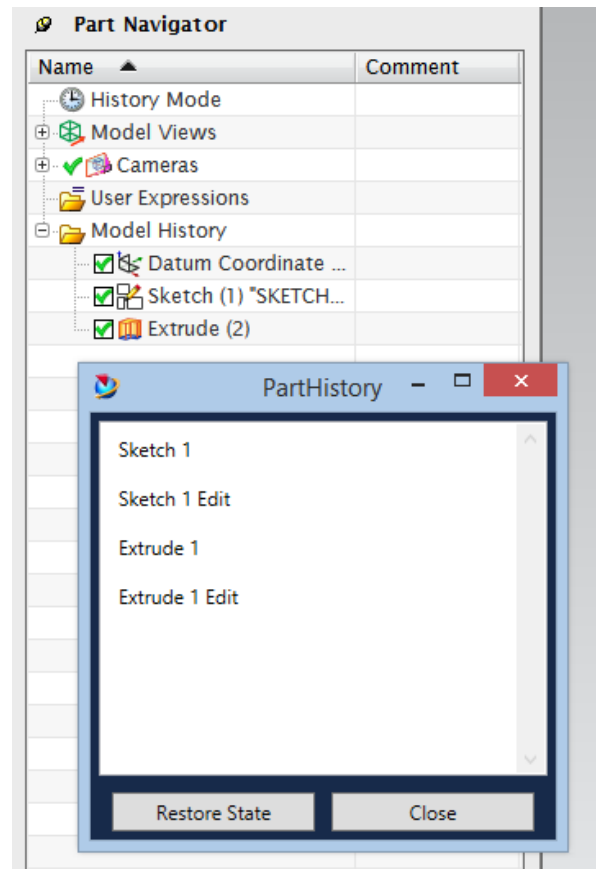 Part Navigator
Name Comment
History Mode
Model Views
Cameras
User Expressions
Model History
Datum Coordinate ...
Sketch (1) "SKETCH...
Extrude (2)
PartHistory
Sketch 1
Sketch 1 Edit
Extrude 1
Extrude 1 Edit
Restore State Close